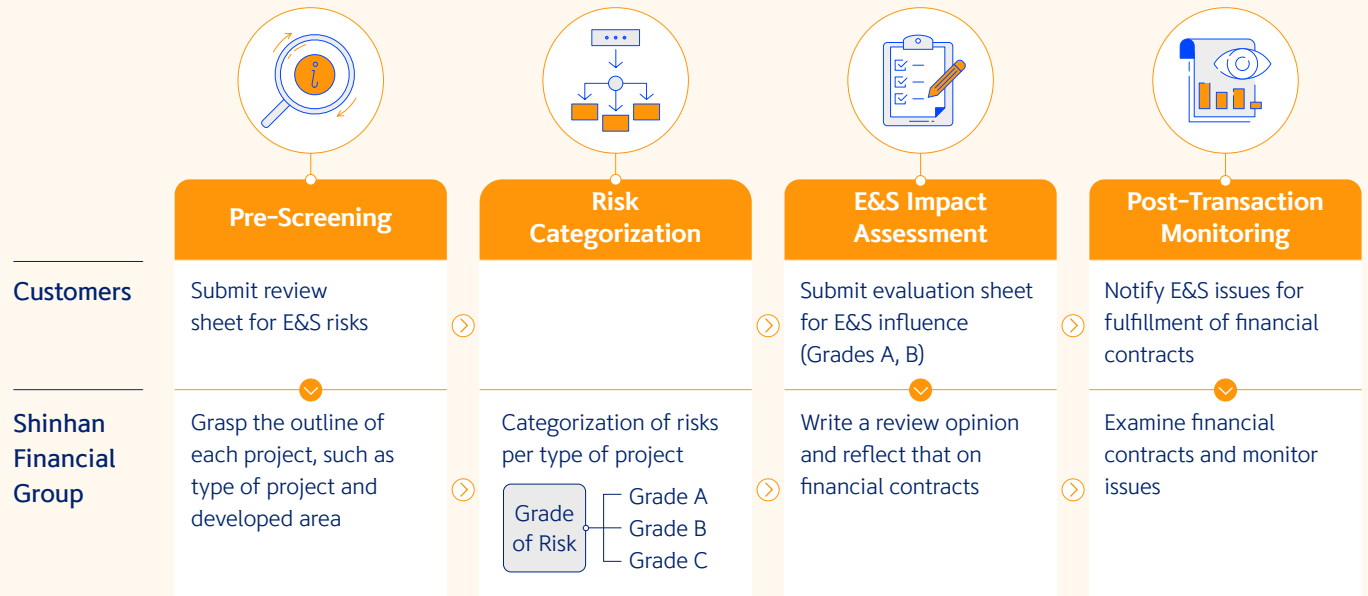 Pre-Screening
Risk
Categorization
E&S Impact
Assessment
Post-Transaction
Monitoring
Customers
Submit review
sheet for E&S risks
Submit evaluation sheet
for E&S influence
(Grades A, B)
Notify E&S issues for
fulfillment of financial
contracts
Shinhan
Financial
Group
Grasp the outline of
each project, such as
type of project and
developed area
Categorization of risks
per type of project
Grade
of Risk
Grade A
Grade B
Grade C
Write a review opinion
and reflect that on
financial contracts
Examine financial
contracts and monitor
issues